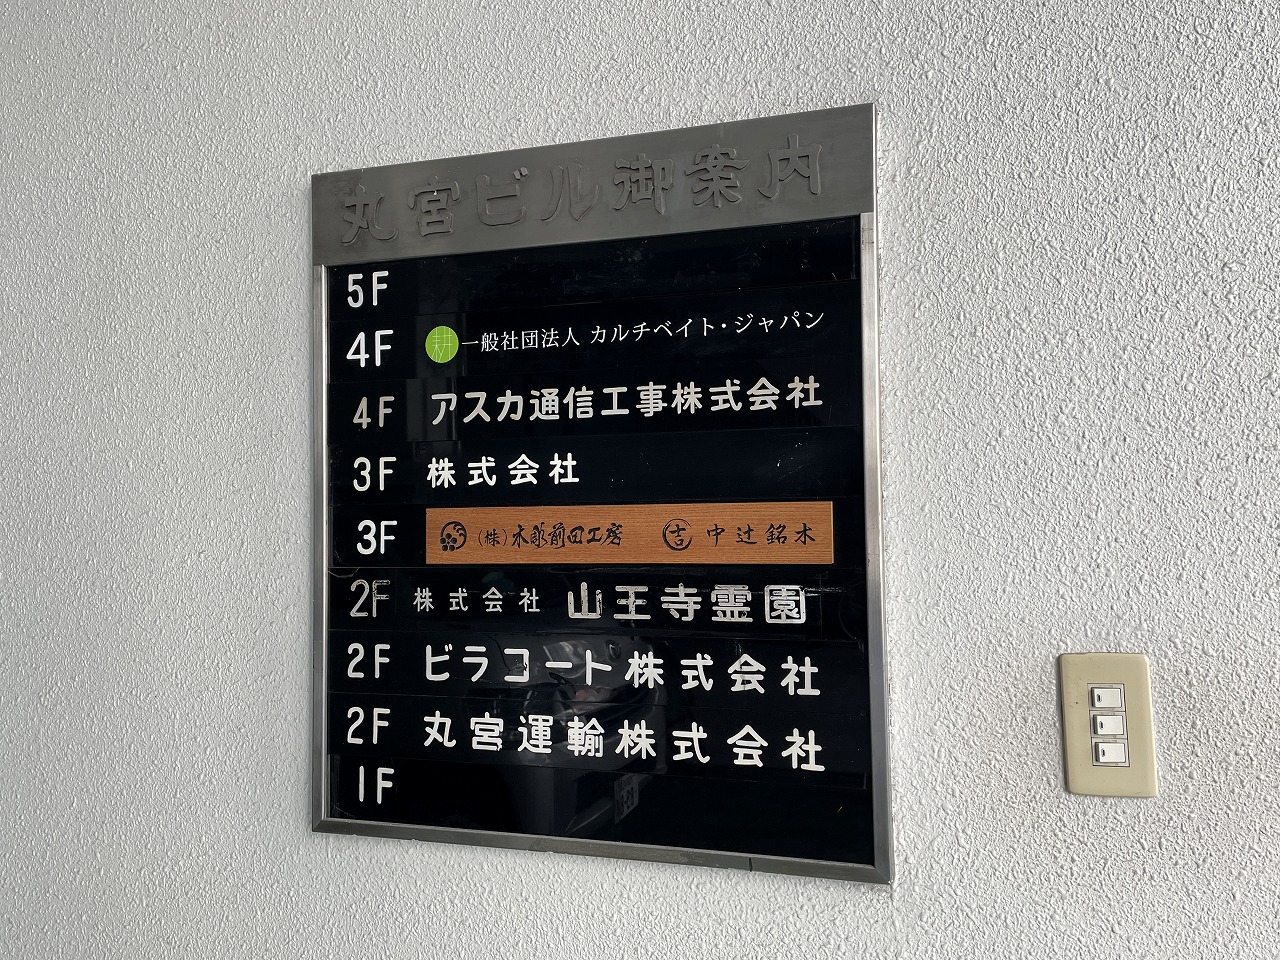 丸宮ビル御案内
5F
4F 耕 一般社団法人 カルチベイト・ジャパン
4F アスカ通信工事株式会社
3F 株式会社
3F (株)木彫前田工房 吉 中辻銘木
2F 株式会社 山王寺霊園
2F ビラコート株式会社
2F 丸宮運輸株式会社
1F